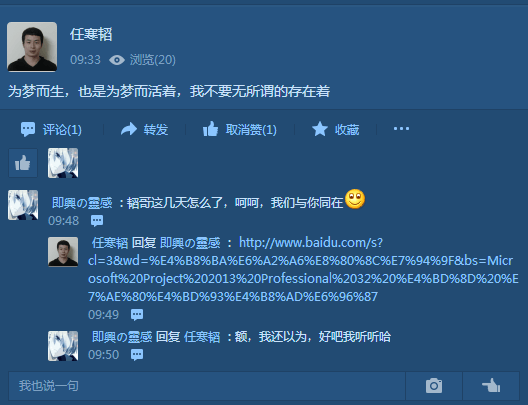 任寒韬
09:33 浏览(20)
为梦而生，也是为梦而活着，我不要无所谓的存在着
评论(1) 转发 取消赞(1) 收藏
即興の靈感 ：韬哥这几天怎么了，呵呵，我们与你同在
09:48
任寒韬 回复 即興の靈感 ： http://www.baidu.com/s?
cl=3&wd=%E4%B8%BA%E6%A2%A6%E8%80%8C%E7%94%9F&bs=Micr
osoft%20Project%202013%20Professional%2032%20%E4%BD%8D%20%E
7%AE%80%E4%BD%93%E4%B8%AD%E6%96%87
09:49
即興の靈感 回复 任寒韬 ：额，我还以为，好吧我听听哈
09:50
我也说一句